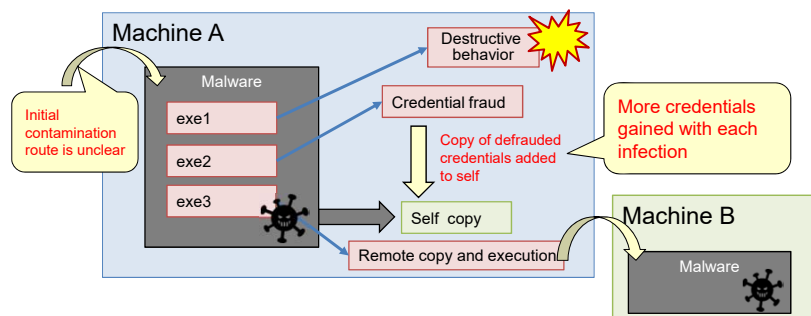 Machine A
Destructive
behavior
Malware
Initial
contamination
route is unclear
exe1
exe2
exe3
Credential fraud
Copy of defrauded
credentials added
to self
More credentials
gained with each
infection
Self copy
Remote copy and execution
Machine B
Malware